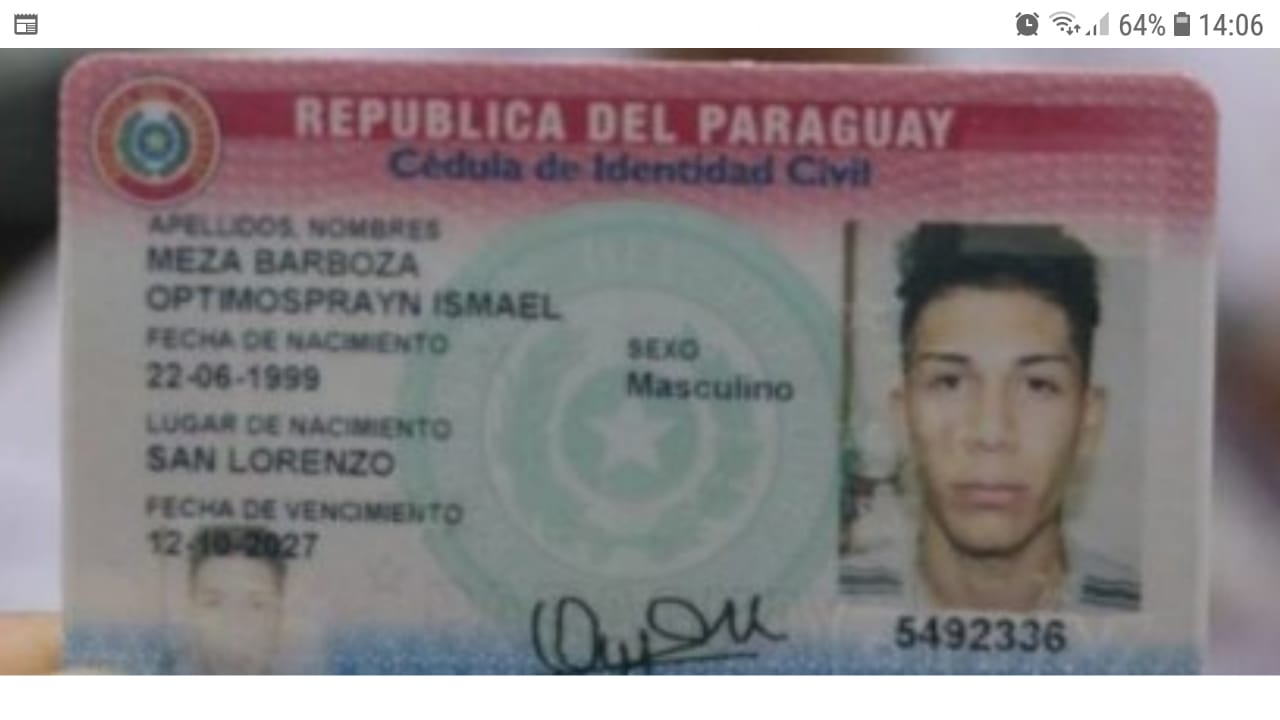 64% 14:06
REPUBLICA DEL PARAGUAY
Cédula de Identidad Civil
APELLIDOS, NOMBRES
MEZA BARBOZA
OPTIMOSPRAYN ISMAEL
FECHA DE NACIMIENTO
22-06-1999
SEXO
Masculino
LUGAR DE NACIMIENTO
SAN LORENZO
FECHA DE VENCIMIENTO
12-10-2027
5492336